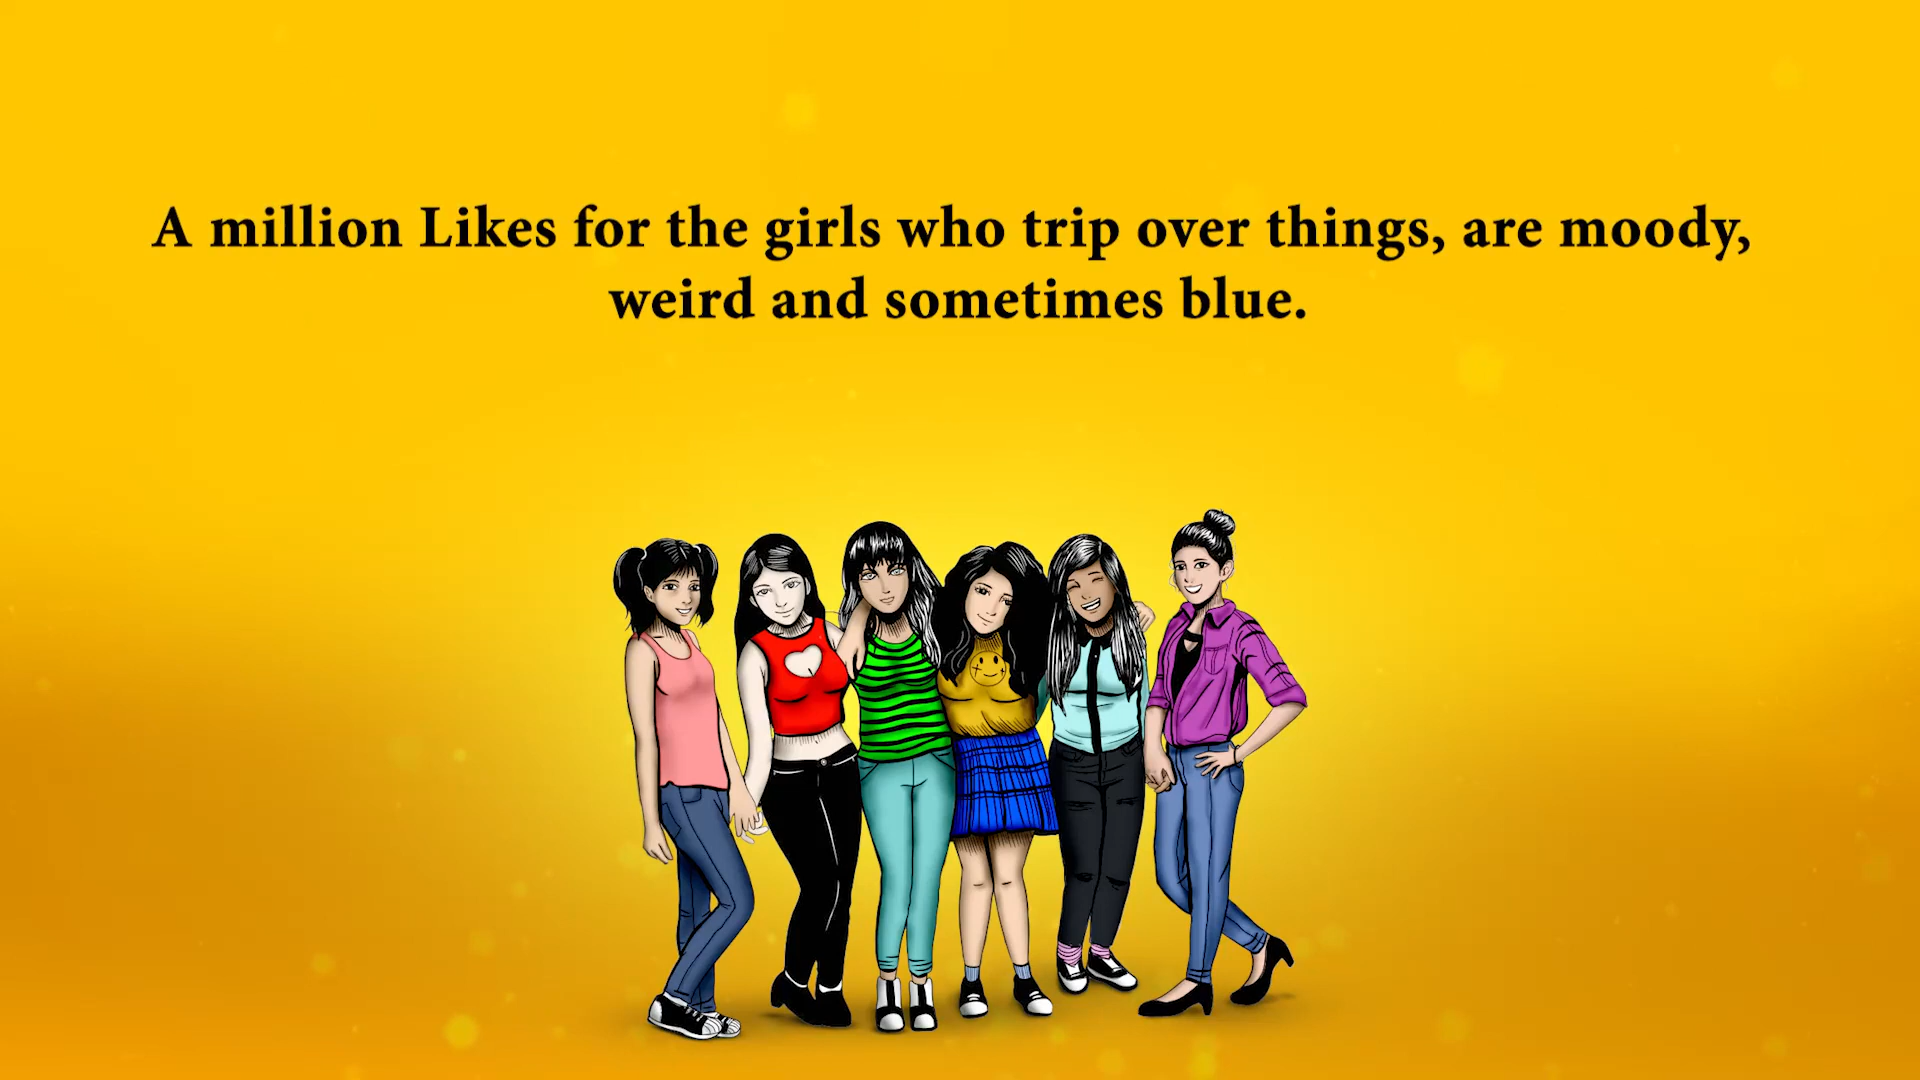 A million Likes for the girls who trip over things, are moody,
weird and sometimes blue.